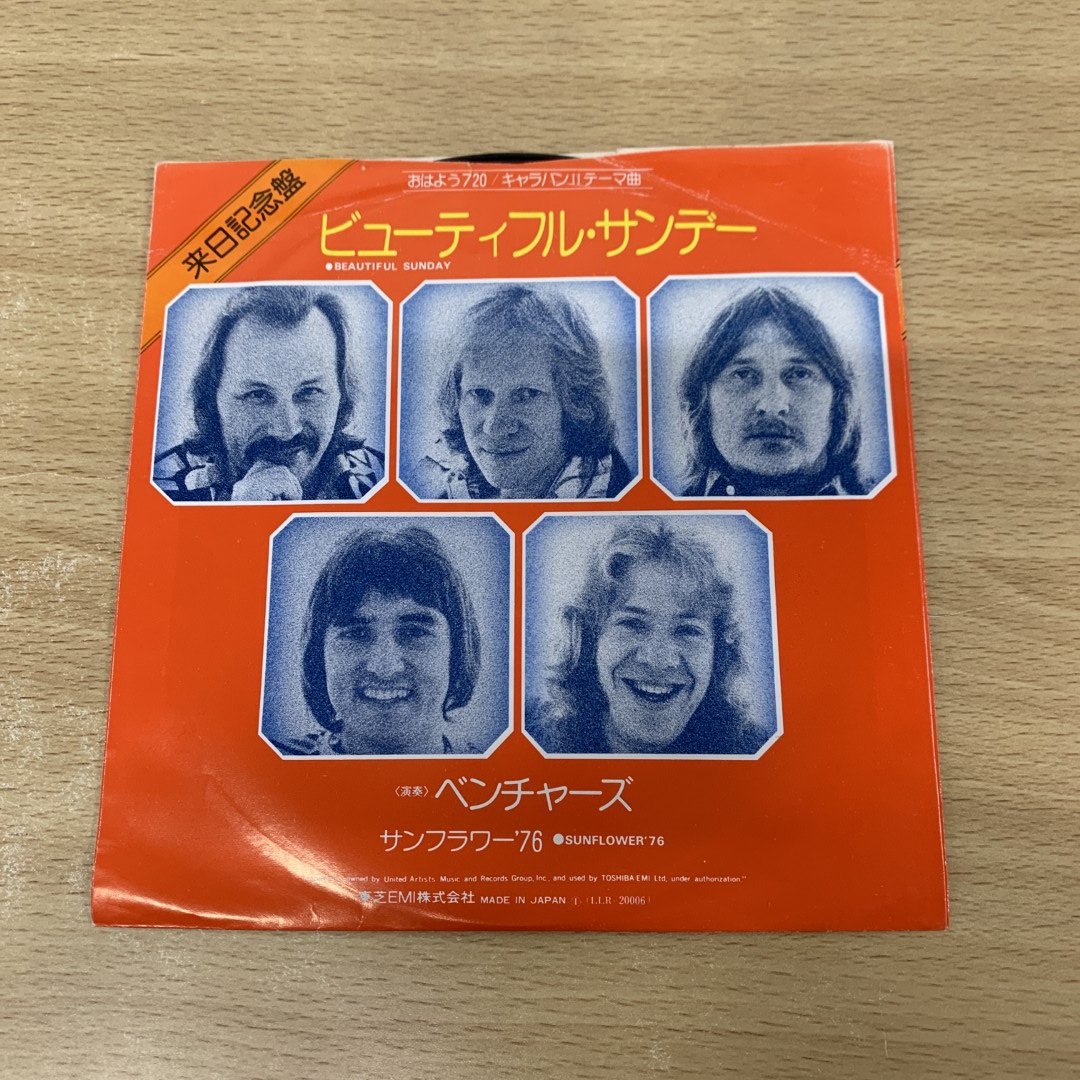 来日記念盤
おはよう720/キャラバンIIテーマ曲
ビューティフル・サンデー
●BEAUTIFUL SUNDAY
〈演奏〉ベンチャーズ
サンフラワー'76 ●SUNFLOWER'76
owned by United Artists Music and Records Group, Inc., and used by TOSHIBA-EMI Ltd, under authorization."
東芝EMI株式会社 MADE IN JAPAN (LLR-20006)